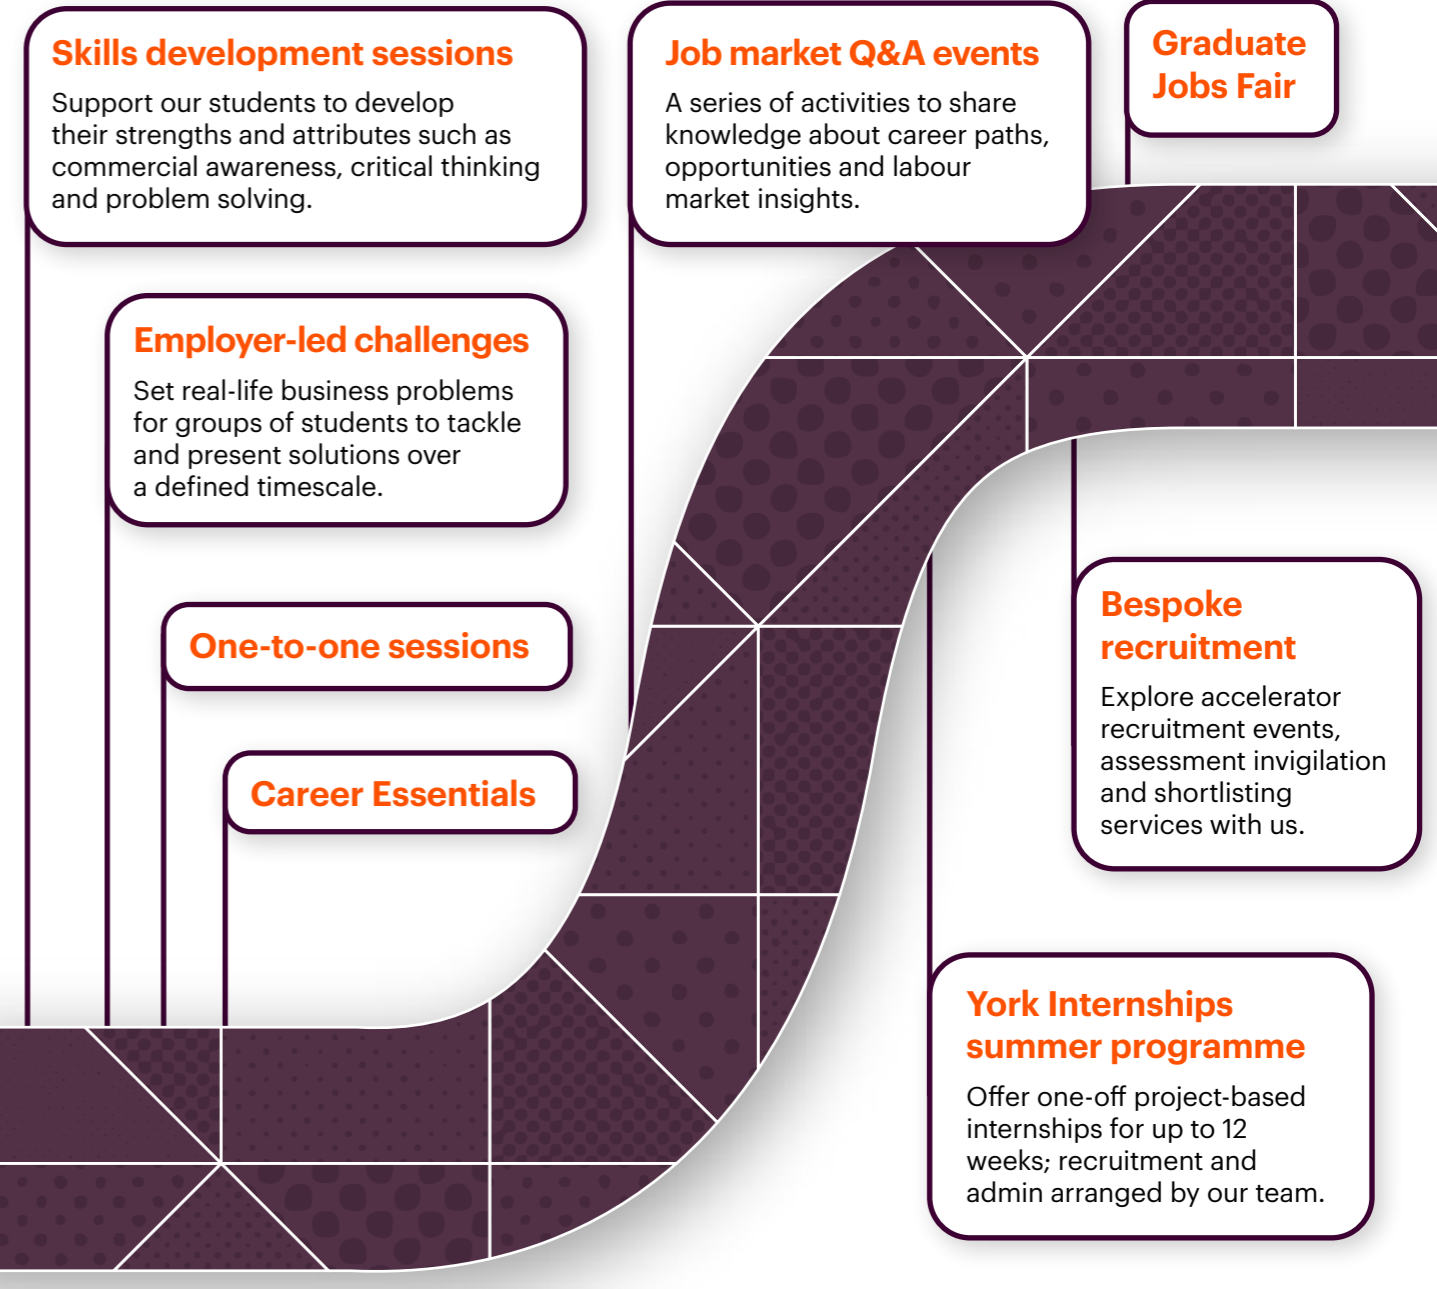 Skills development sessions
Support our students to develop
their strengths and attributes such as
commercial awareness, critical thinking
and problem solving.
Job market Q&A events
A series of activities to share
knowledge about career paths,
opportunities and labour
market insights.
Graduate
Jobs Fair
Employer-led challenges
Set real-life business problems
for groups of students to tackle
and present solutions over
a defined timescale.
One-to-one sessions
Career Essentials
Bespoke
recruitment
Explore accelerator
recruitment events,
assessment invigilation
and shortlisting
services with us.
York Internships
summer programme
Offer one-off project-based
internships for up to 12
weeks; recruitment and
admin arranged by our team.